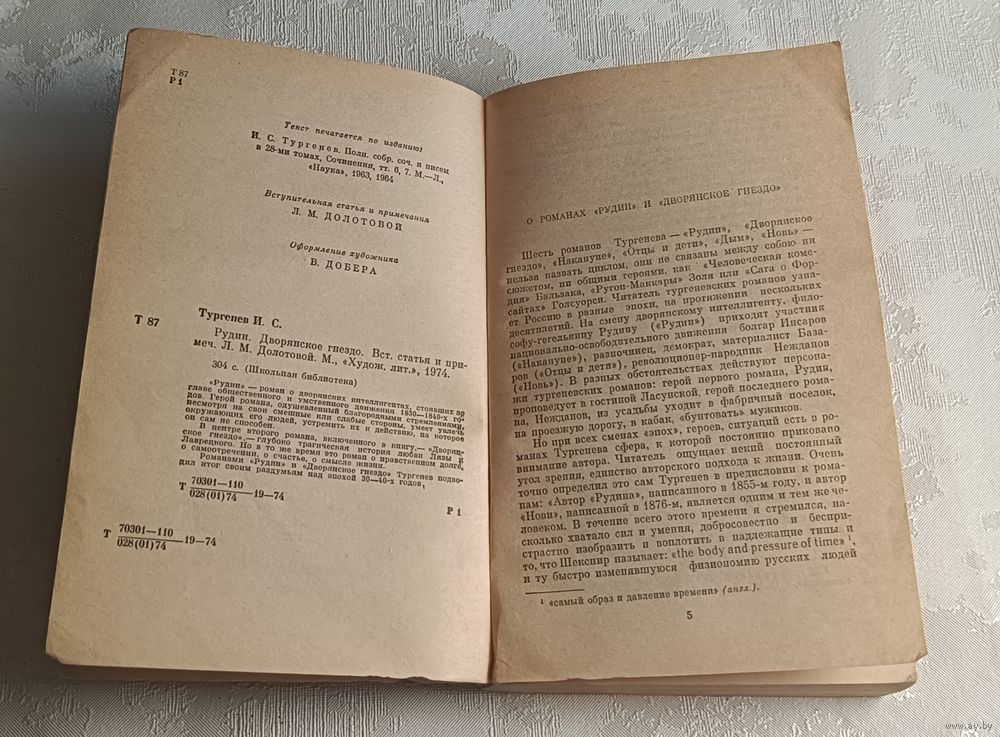 Т 87
Р 1
Текст печатается по изданию:
И. С. Тургенев. Полн. собр. соч. и писем
в 28-ми томах, Сочинения, тт. 6, 7. М.—Л.,
«Наука», 1963, 1964
Вступительная статья и примечания
Л. М. ДОЛОТОВОЙ
Оформление художника
В. ДОБЕРА
Тургенев И. С.
Т 87
Рудин. Дворянское гнездо. Вст. статья и при-
меч. Л. М. Долотовой. М., «Худож. лит.», 1974.
304 с. (Школьная библиотека)
«Рудин» — роман о дворянских интеллигентах, стоявших во
главе общественного и умственного движения 1830—1840-х го-
дов. Герой романа, одушевленный благородными стремлениями,
несмотря на свои смешные или слабые стороны, умеет увлечь
окружающих его людей, устремить их к действию, на которое
он сам не способен.
В центре второго романа, включенного в книгу,— «Дворян-
ское гнездо»,— глубоко трагическая история любви Лизы и
Лаврецкого. Но в то же время это роман о нравственном долге,
о самоотречении, о счастье, о смысле жизни.
Романами «Рудин» и «Дворянское гнездо» Тургенев подво-
дил итог своим раздумьям над эпохой 30—40-х годов.
Т 70301—110
028(01)74 19—74
Р 1
Т 70301—110
028(01)74 19—74
О РОМАНАХ «РУДИН» И «ДВОРЯНСКОЕ ГНЕЗДО»
Шесть романов Тургенева — «Рудин», «Дворянское
гнездо», «Накануне», «Отцы и дети», «Дым», «Новь» —
нельзя назвать циклом, они не связаны между собою ни
сюжетом, ни общими героями, как «Человеческая коме-
дия» Бальзака, «Ругон-Маккары» Золя или «Сага о Фор-
сайтах» Голсуорси. Читатель тургеневских романов узна-
ет Россию в разные эпохи, на протяжении нескольких
десятилетий. На смену дворянскому интеллигенту, фило-
софу-гегельянцу Рудину («Рудин») приходят участник
национально-освободительного движения болгар Инсаров
(«Накануне»), разночинец, демократ, материалист База-
ров («Отцы и дети»), революционер-народник Нежданов
(«Новь»). В разных обстоятельствах действуют персона-
жи тургеневских романов: герой первого романа, Рудин,
проповедует в гостиной Ласунской, герой последнего рома-
на, Нежданов, из усадьбы уходит в фабричный поселок,
на проезжую дорогу, в кабак, «бунтовать» мужиков.
Но при всех сменах «эпох», героев, ситуаций есть в ро-
манах Тургенева сфера, к которой постоянно приковано
внимание автора. Читатель ощущает некий постоянный
угол зрения, единство авторского подхода к жизни. Очень
точно определил это сам Тургенев в предисловии к рома-
нам: «Автор «Рудина», написанного в 1855-м году, и автор
«Нови», написанной в 1876-м, является одним и тем же че-
ловеком. В течение всего этого времени я стремился, на-
сколько хватало сил и умения, добросовестно и беспри-
страстно изобразить и воплотить в надлежащие типы и
то, что Шекспир называет: «the body and pressure of time» ¹,
и ту быстро изменявшуюся физиономию русских людей
¹ «самый образ и давление времени» (англ.).
5
www.ay.by